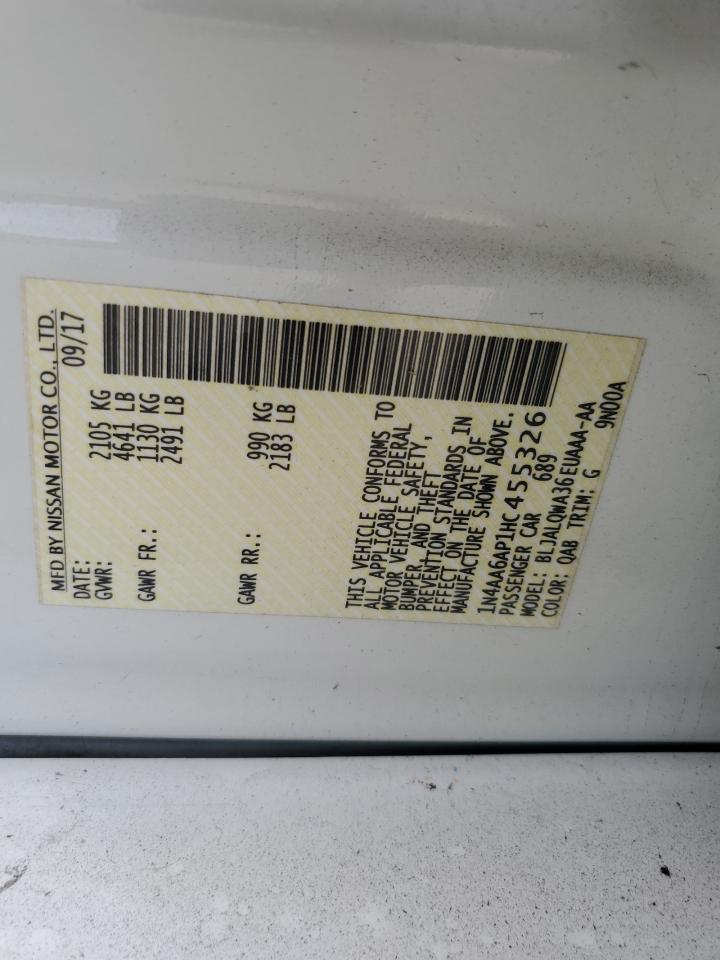 MFD BY NISSAN MOTOR CO., LTD.
DATE: 09/17
GVWR: 2105 KG
4641 LB
GAWR FR.: 1130 KG
2491 LB
GAWR RR.: 990 KG
2183 LB
THIS VEHICLE CONFORMS TO
ALL APPLICABLE FEDERAL
MOTOR VEHICLE SAFETY,
BUMPER, AND THEFT
PREVENTION STANDARDS IN
EFFECT ON THE DATE OF
MANUFACTURE SHOWN ABOVE.
1N4AA6AP1HC455326
PASSENGER CAR 689
MODEL: BLJALQWA36EUAAA-AA
COLOR: QAB TRIM: G 9N00A